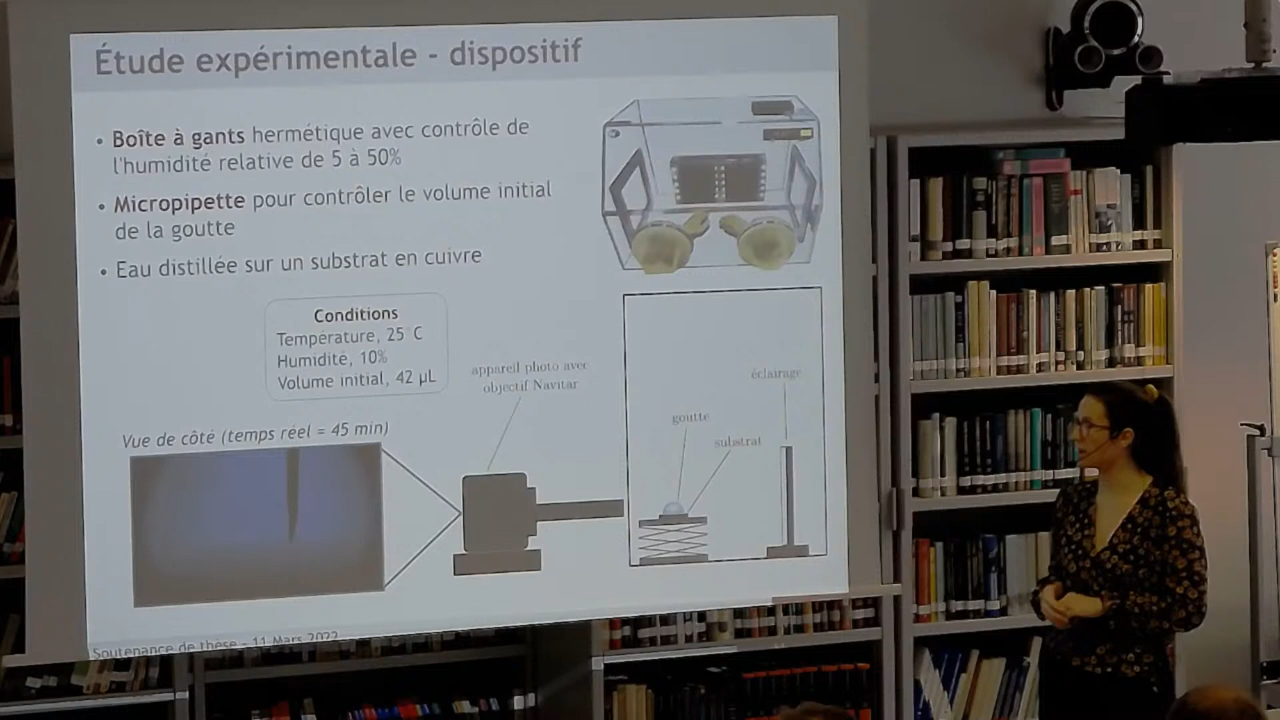 Étude expérimentale - dispositif
• Boîte à gants hermétique avec contrôle de
l'humidité relative de 5 à 50%
• Micropipette pour contrôler le volume initial
de la goutte
• Eau distillée sur un substrat en cuivre
Conditions
Température, 25°C
Humidité, 10%
Volume initial, 42 µL
appareil photo avec
objectif Navitar
éclairage
goutte
substrat
Vue de côté (temps réel = 45 min)
Soutenance de thèse - 11 Mars 2022